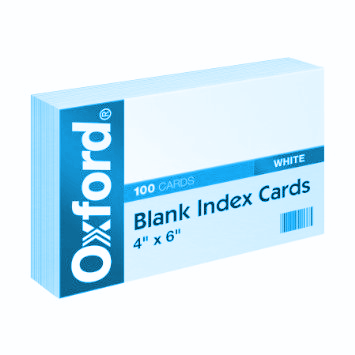 Oxford®
100 CARDS
WHITE
Blank Index Cards
4" x 6"